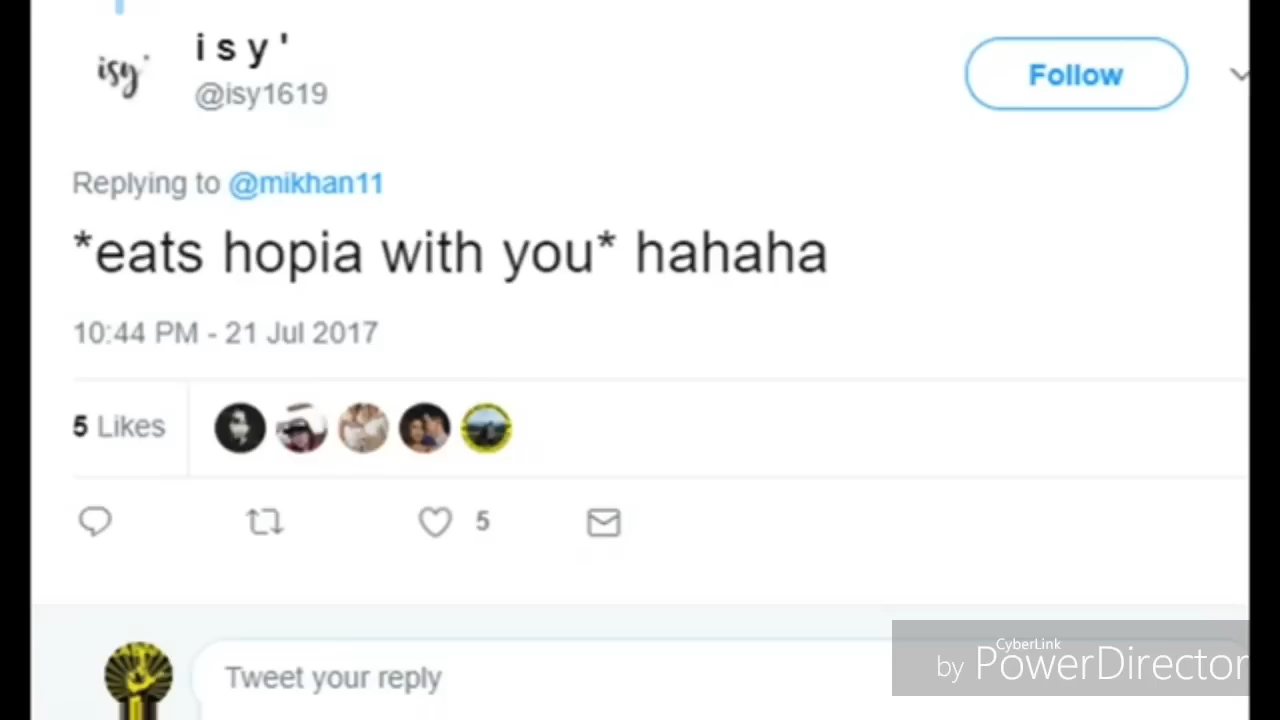 isy'
i s y '
@isy1619
Follow
Replying to @mikhan11
*eats hopia with you* hahaha
10:44 PM - 21 Jul 2017
5 Likes
5
Tweet your reply
CyberLink
by PowerDirector